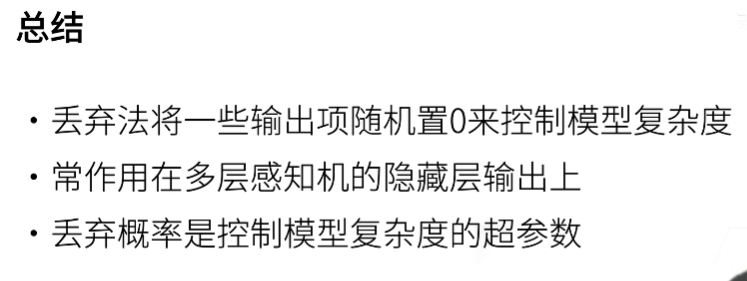 总结
· 丢弃法将一些输出项随机置0来控制模型复杂度
· 常作用在多层感知机的隐藏层输出上
· 丢弃概率是控制模型复杂度的超参数